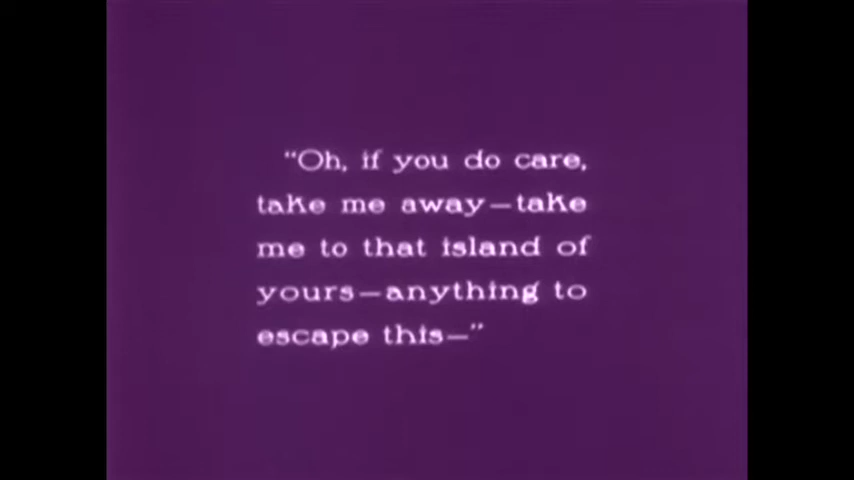 "Oh, if you do care,
take me away—take
me to that island of
yours—anything to
escape this—"